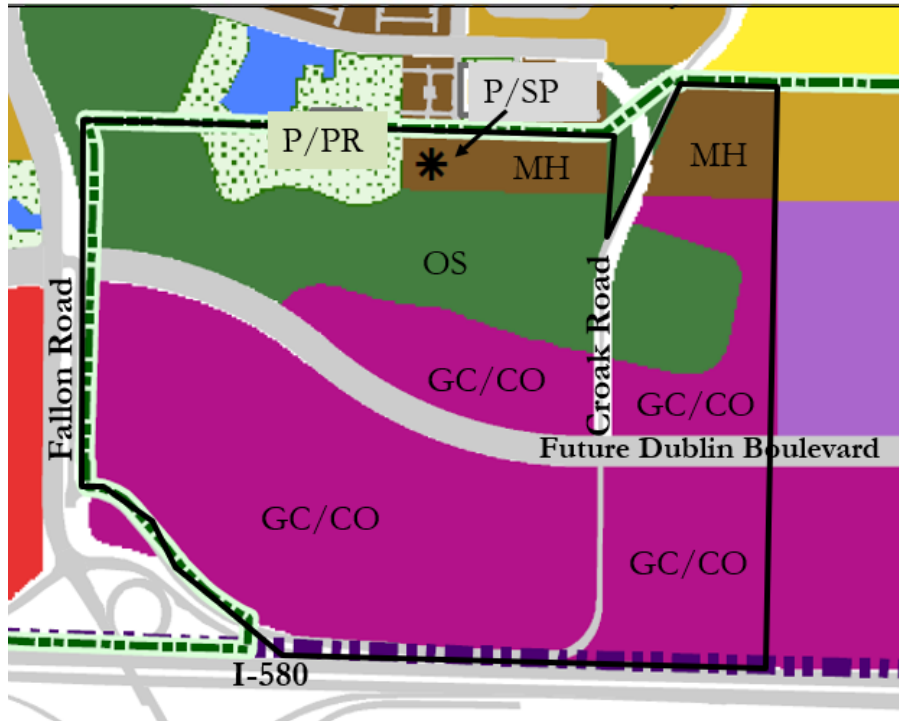 P/SP
P/PR
MH
MH
OS
Fallon Road
Croak Road
GC/CO
GC/CO
Future Dublin Boulevard
GC/CO
GC/CO
I-580